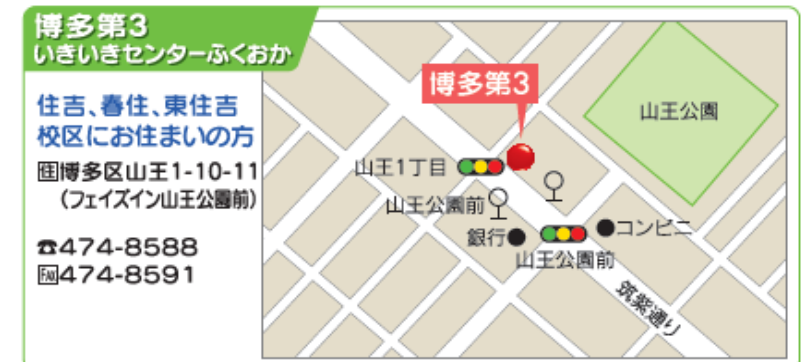 博多第3
いきいきセンターふくおか
住吉、春住、東住吉
校区にお住まいの方
住博多区山王1-10-11
(フェイズイン山王公園前)
☎474-8588
FAX474-8591
博多第3
山王公園
山王1丁目
山王公園前
銀行
コンビニ
山王公園前
筑紫通り